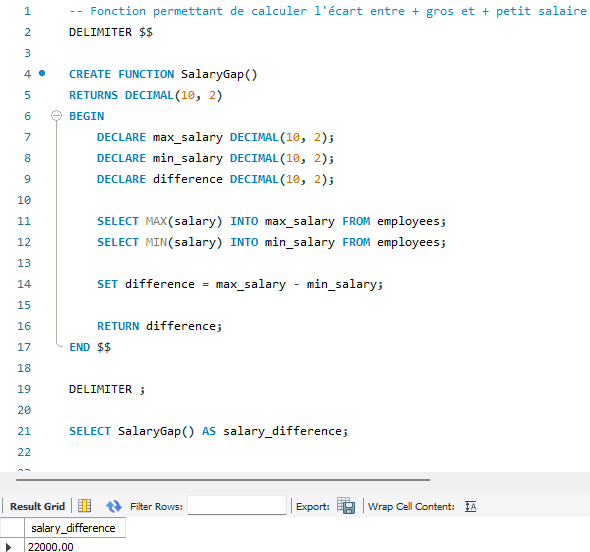 1 -- Fonction permettant de calculer l'écart entre + gros et + petit salaire
2 DELIMITER $$
3
4 CREATE FUNCTION SalaryGap()
5 RETURNS DECIMAL(10, 2)
6 BEGIN
7 DECLARE max_salary DECIMAL(10, 2);
8 DECLARE min_salary DECIMAL(10, 2);
9 DECLARE difference DECIMAL(10, 2);
10
11 SELECT MAX(salary) INTO max_salary FROM employees;
12 SELECT MIN(salary) INTO min_salary FROM employees;
13
14 SET difference = max_salary - min_salary;
15
16 RETURN difference;
17 END $$
18
19 DELIMITER ;
20
21 SELECT SalaryGap() AS salary_difference;
22
Result Grid Filter Rows: Export: Wrap Cell Content: IA
salary_difference
22000.00